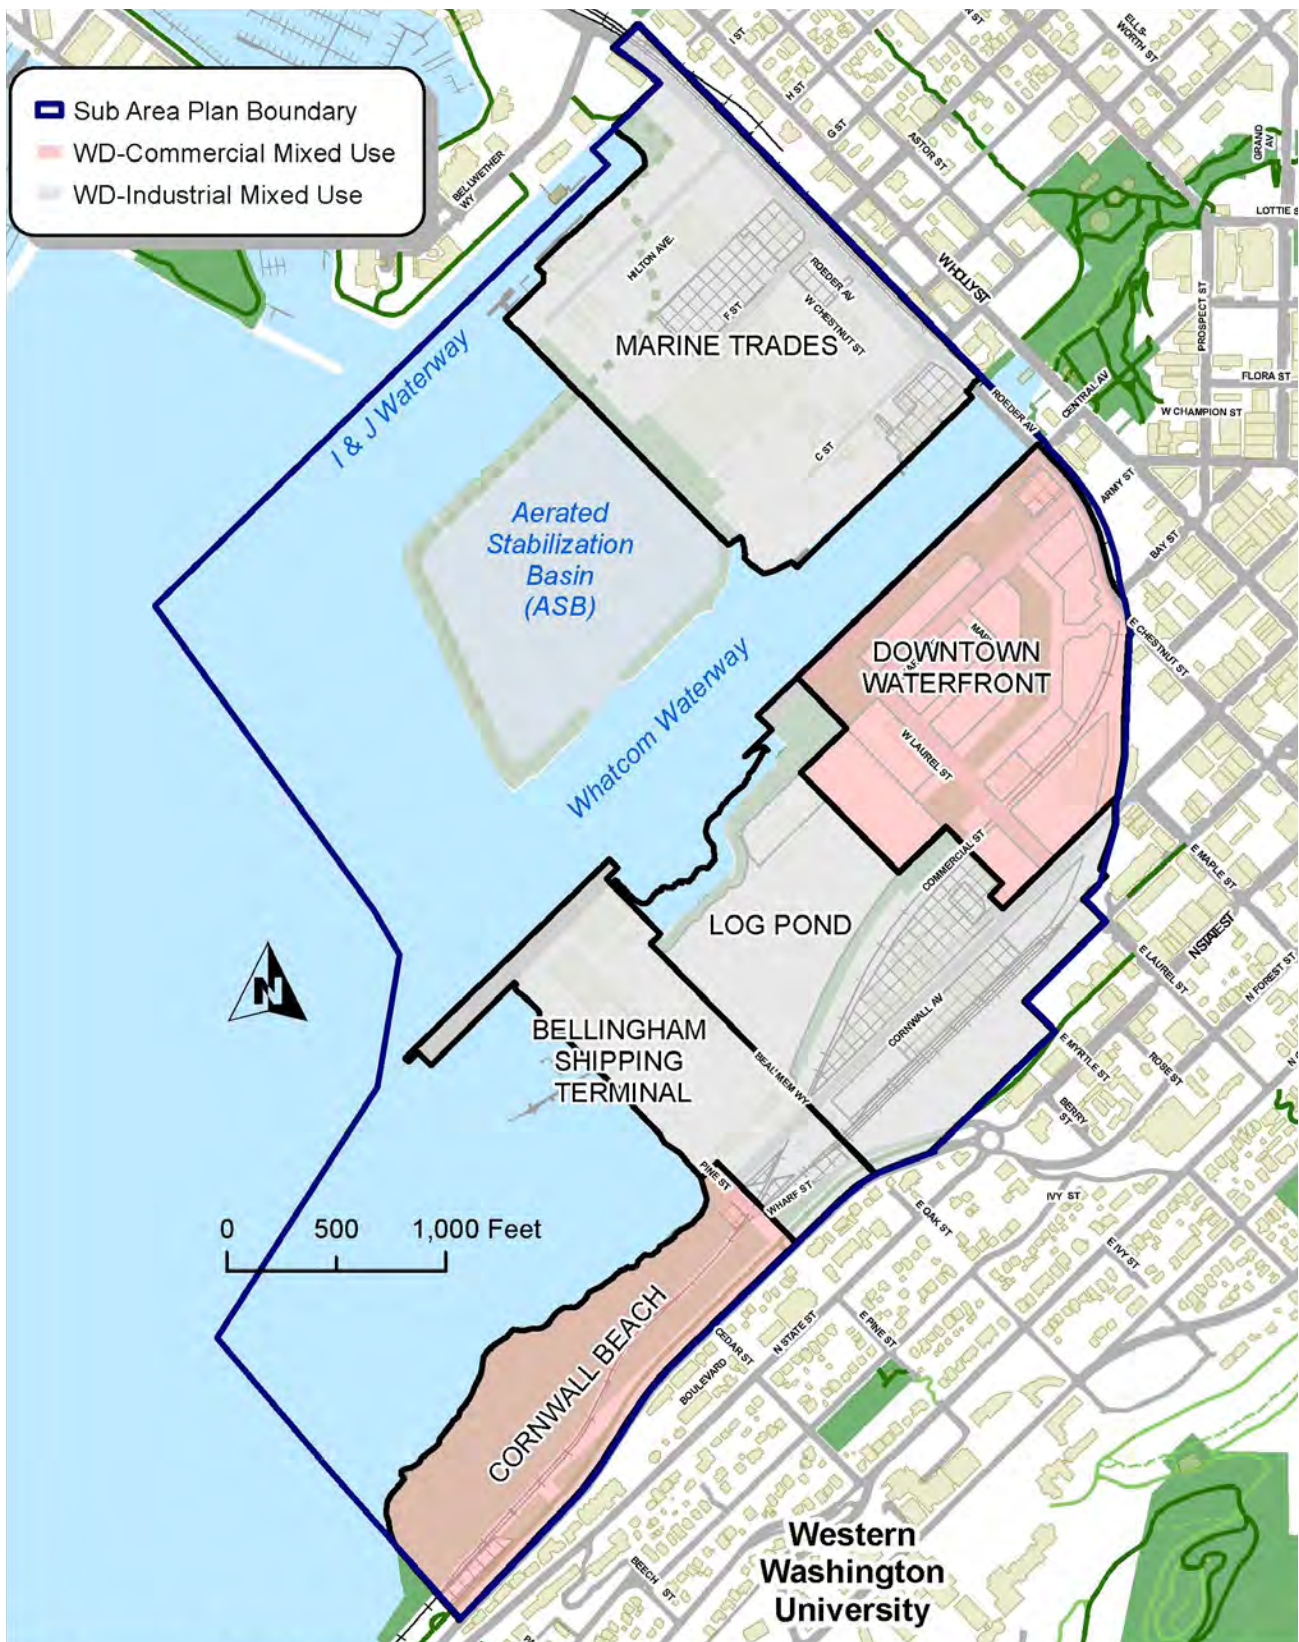 Sub Area Plan Boundary
WD-Commercial Mixed Use
WD-Industrial Mixed Use
BELLWETHER
WY
I ST
H ST
G ST
ASTOR ST
ELLS-
WORTH ST
GRAND
AV
LOTTIE S
W HOLLY ST
PROSPECT ST
HILTON AVE.
F ST
ROEDER AV
W CHESTNUT ST
MARINE TRADES
C ST
I & J Waterway
ROEDER AV
CENTRAL AV
FLORA ST
W CHAMPION ST
ARMY ST
BAY ST
Aerated
Stabilization
Basin
(ASB)
E CHESTNUT ST
DOWNTOWN
WATERFRONT
Whatcom Waterway
W LAUREL ST
COMMERCIAL ST
E MAPLE ST
N STATE ST
E LAUREL ST
N FOREST ST
LOG POND
N
CORNWALL AV
BELLINGHAM
SHIPPING
TERMINAL
BEAL MEM WY
E MYRTLE ST
ROSE ST
BERRY
ST
PINE ST
WHARF ST
IVY ST
E OAK ST
E IVY ST
0 500 1,000 Feet
CORNWALL BEACH
CEDAR ST
N STATE ST
E PINE ST
BOULEVARD
BEECH ST
Western
Washington
University